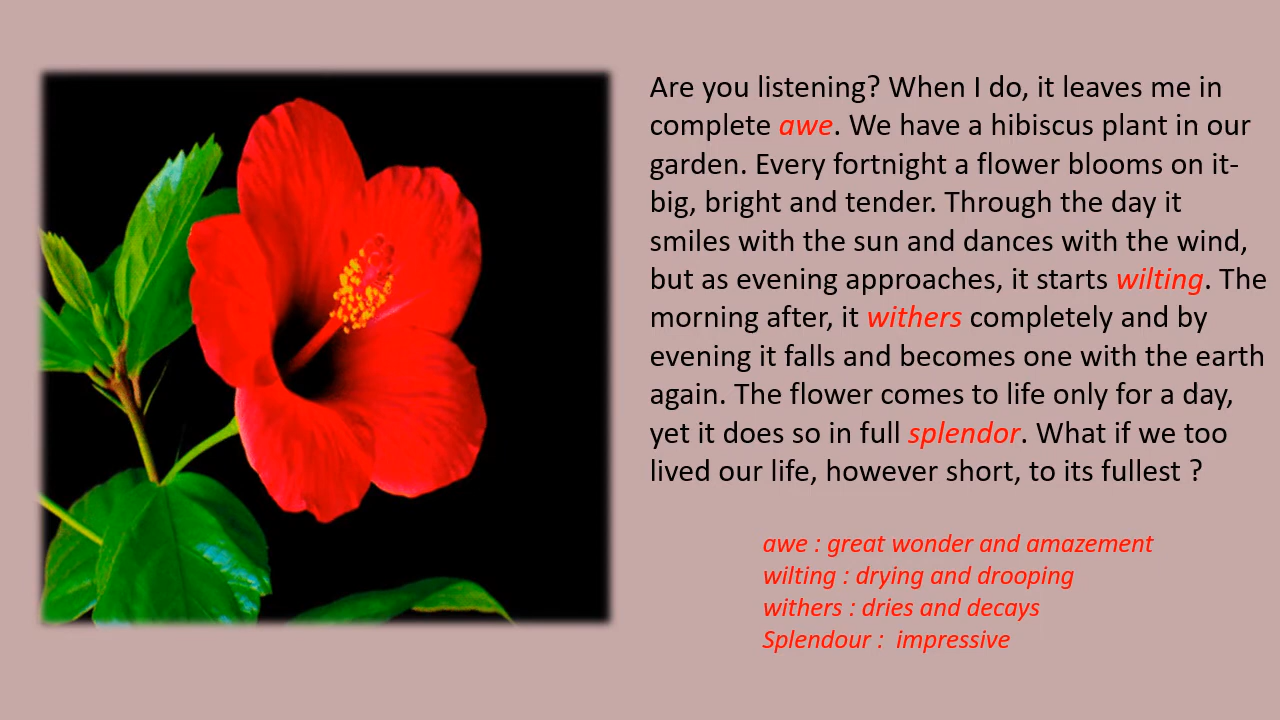 Are you listening? When I do, it leaves me in
complete awe. We have a hibiscus plant in our
garden. Every fortnight a flower blooms on it-
big, bright and tender. Through the day it
smiles with the sun and dances with the wind,
but as evening approaches, it starts wilting. The
morning after, it withers completely and by
evening it falls and becomes one with the earth
again. The flower comes to life only for a day,
yet it does so in full splendor. What if we too
lived our life, however short, to its fullest ?
awe : great wonder and amazement
wilting : drying and drooping
withers : dries and decays
Splendour :  impressive